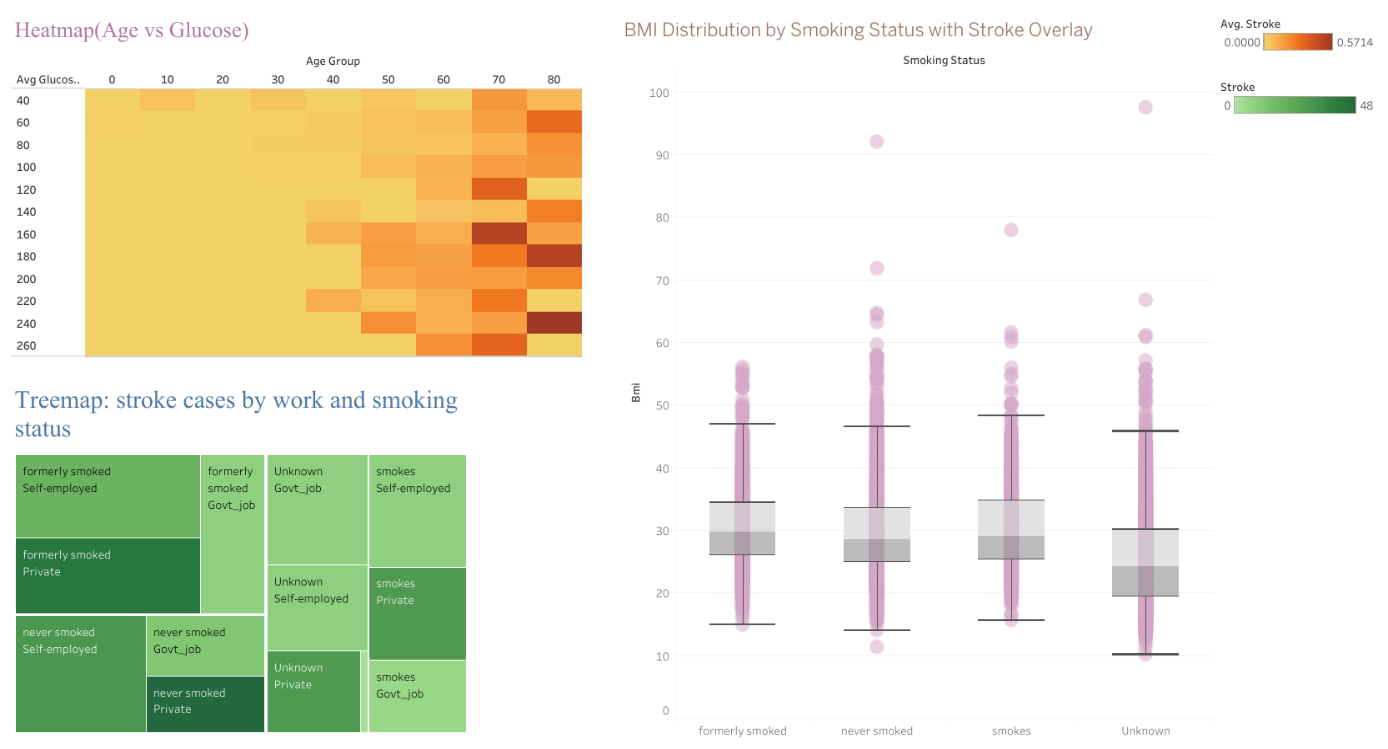 Heatmap(Age vs Glucose)
Age Group
Avg Glucos.. 0 10 20 30 40 50 60 70 80
40
60
80
100
120
140
160
180
200
220
240
260
Treemap: stroke cases by work and smoking
status
formerly smoked
Self-employed
formerly
smoked
Govt_job
formerly smoked
Private
never smoked
Self-employed
never smoked
Govt_job
never smoked
Private
Unknown
Govt_job
Unknown
Self-employed
Unknown
Private
smokes
Self-employed
smokes
Private
smokes
Govt_job
BMI Distribution by Smoking Status with Stroke Overlay
Smoking Status
Bmi
100
90
80
70
60
50
40
30
20
10
0
formerly smoked never smoked smokes Unknown
Avg. Stroke
0.0000 0.5714
Stroke
0 48